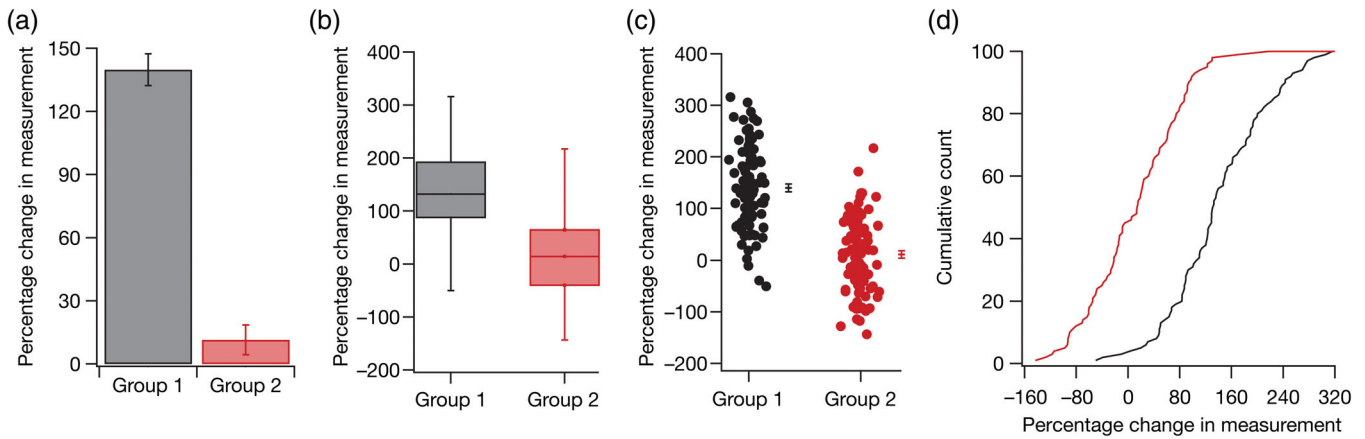 (a)
Percentage change in measurement
150
120
90
60
30
0
Group 1
Group 2
(b)
Percentage change in measurement
400
300
200
100
0
−100
−200
Group 1
Group 2
(c)
Percentage change in measurement
400
300
200
100
0
−100
−200
Group 1
Group 2
(d)
Cumulative count
100
80
60
40
20
0
−160 −80 0 80 160 240 320
Percentage change in measurement